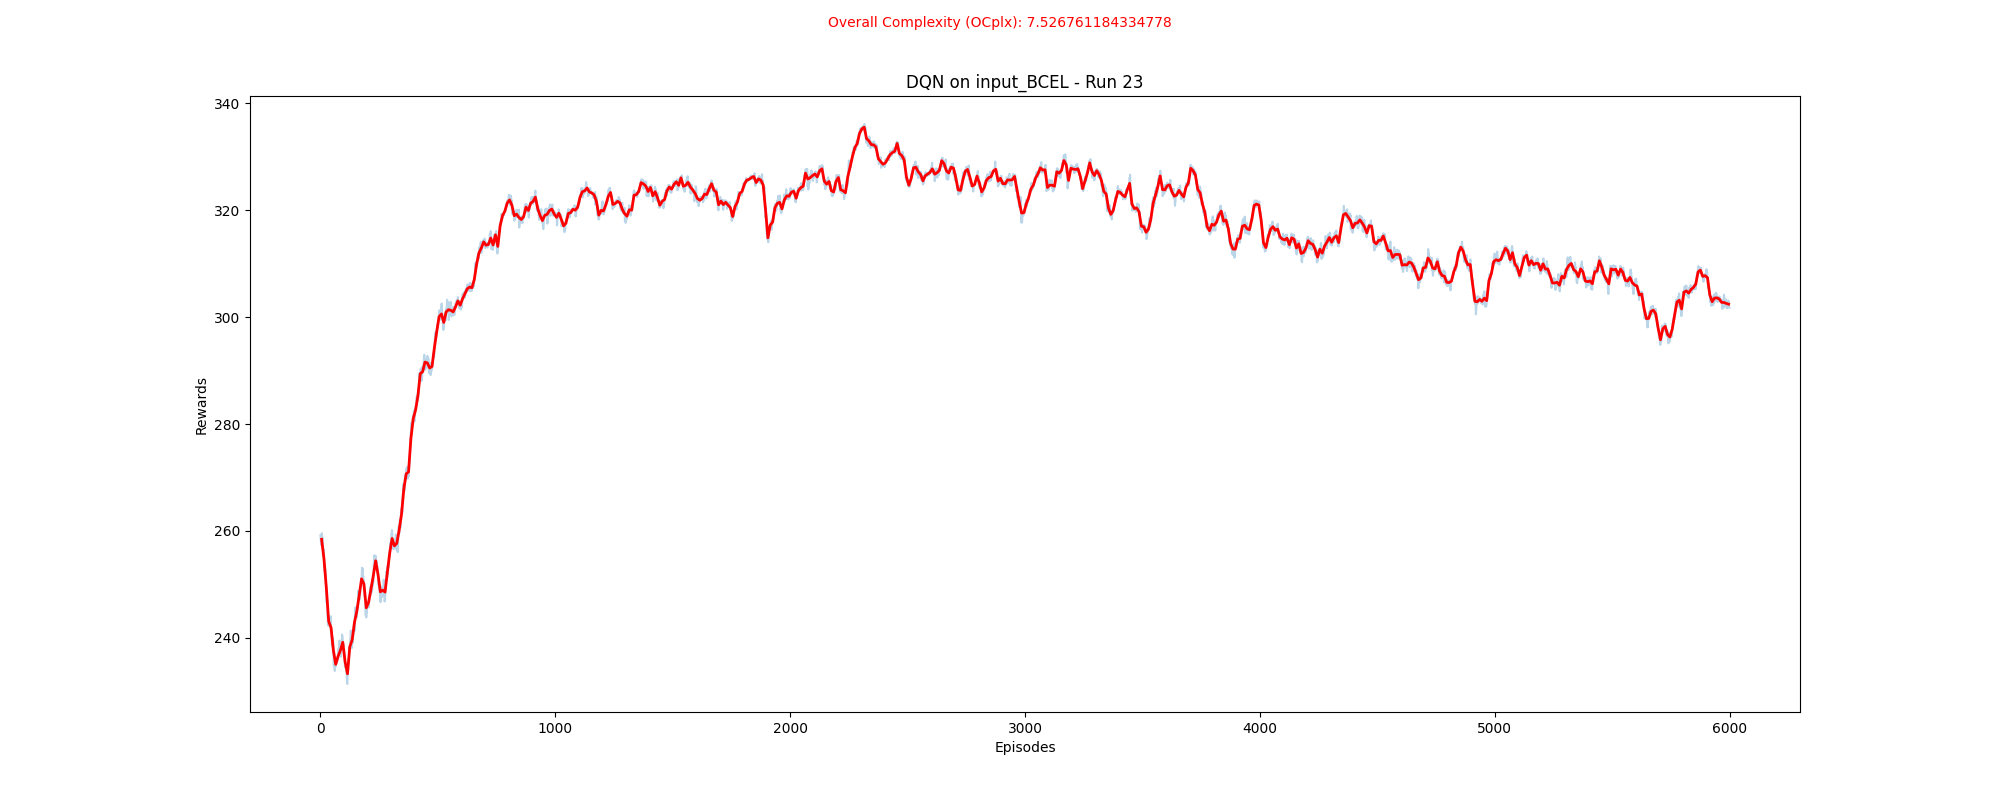 Overall Complexity (OCplx): 7.526761184334778
DQN on input_BCEL - Run 23
340
320
300
280
260
240
Rewards
0 1000 2000 3000 4000 5000 6000
Episodes